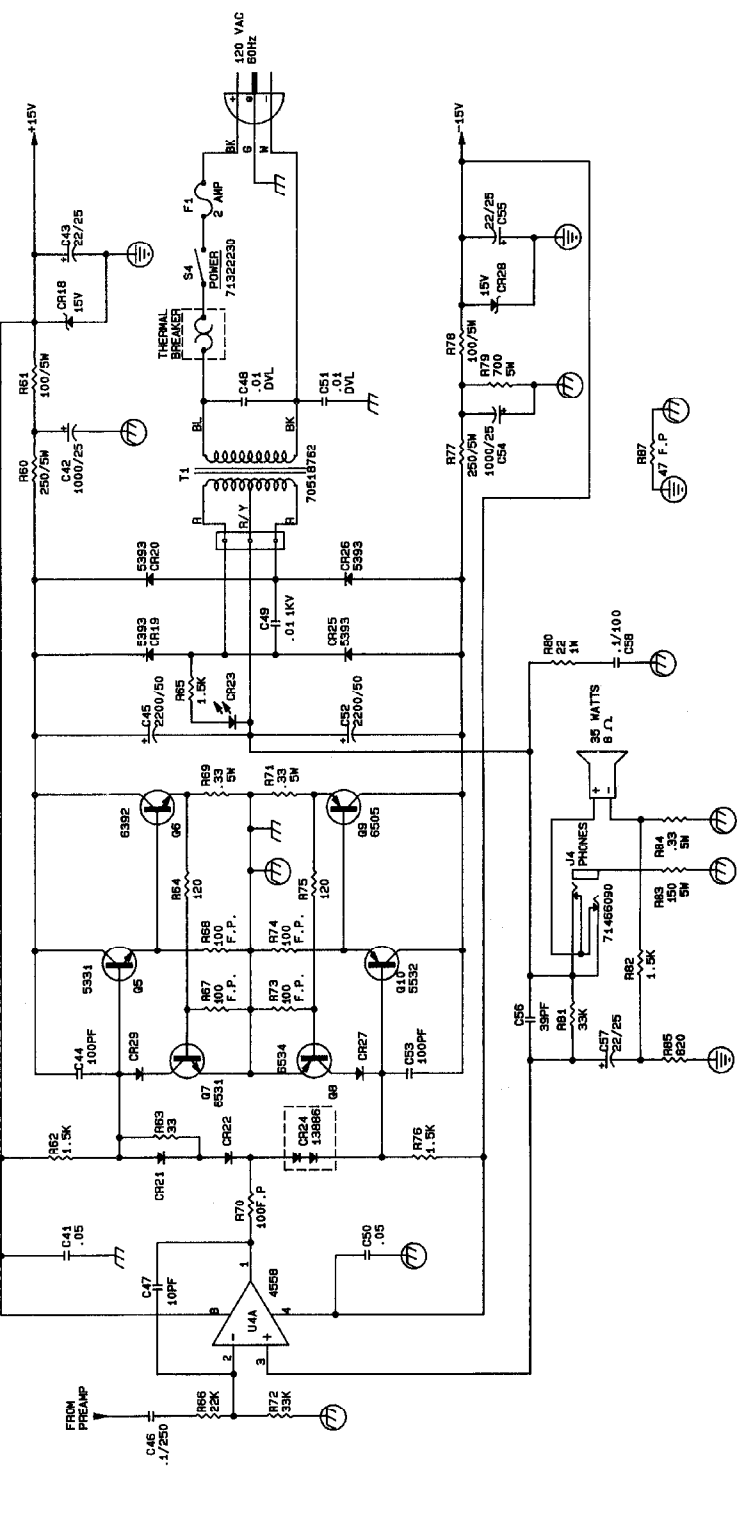 120 VAC
60Hz
+
G
-
BK
G
W
F1
2 AMP
S4
POWER
71322230
THERMAL
BREAKER
+15V
C43
22/25
+
CR18
15V
R61
100/5W
C42
1000/25
+
R60
250/5W
-15V
22/25
C55
+
15V
CR28
R78
100/5W
R79
700
5W
1000/25
C54
+
R77
250/5W
C48
.01
DVL
C51
.01
DVL
BL
BK
T1
70518762
R
R/Y
R
R87
47 F.P
5393
CR20
CR26
5393
5393
CR19
C49
.01 1KV
CR25
5393
R65
1.5K
CR23
C45
2200/50
+
C52
2200/50
+
R80
22
1W
.1/100
C58
35 WATTS
8 Ω
+
-
J4
PHONES
71466090
R84
.33
5W
R83
150
5W
R82
1.5K
6392
Q6
R69
.33
5W
R71
.33
5W
Q9
6505
R64
120
R75
120
R68
100
F.P.
R74
100
F.P.
5331
Q5
Q10
5532
R67
100
F.P.
R73
100
F.P.
C44
100PF
CR29
Q7
6531
6534
Q8
CR27
C53
100PF
C56
39PF
R81
33K
C57
22/25
+
R85
820
R62
1.5K
R63
33
CR21
CR22
CR24
13886
R76
1.5K
R70
100F.P
C41
.05
C50
.05
C47
10PF
8
1
4558
U4A
4
2
3
-
+
FROM
PREAMP
C46
.1/250
R66
22K
R72
33K